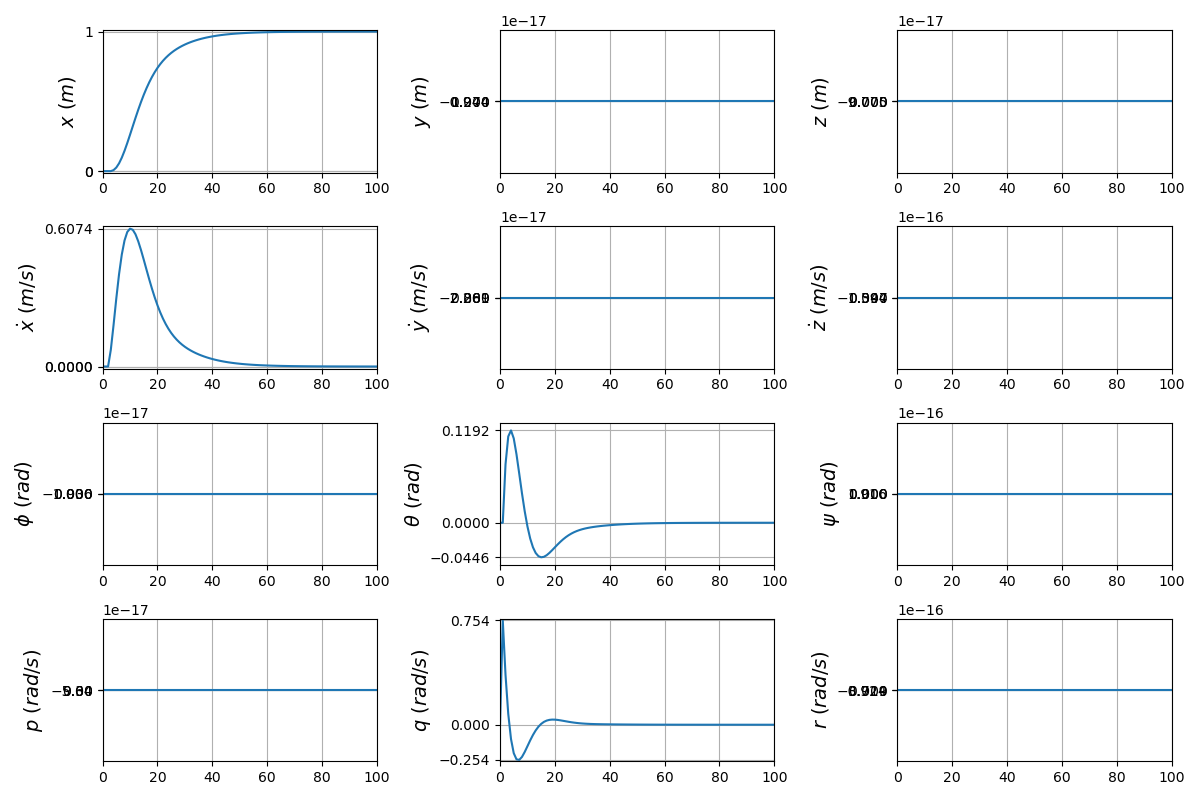 1e−17
1e−17
1
0
x (m)
0 20 40 60 80 100
y (m)
0 20 40 60 80 100
z (m)
0 20 40 60 80 100
1e−17
1e−16
0.6074
0.0000
ẋ (m/s)
0 20 40 60 80 100
ẏ (m/s)
0 20 40 60 80 100
ż (m/s)
0 20 40 60 80 100
1e−17
1e−16
ϕ (rad)
0 20 40 60 80 100
0.1192
0.0000
−0.0446
θ (rad)
0 20 40 60 80 100
ψ (rad)
0 20 40 60 80 100
1e−17
1e−16
p (rad/s)
0 20 40 60 80 100
0.754
0.000
−0.254
q (rad/s)
0 20 40 60 80 100
r (rad/s)
0 20 40 60 80 100